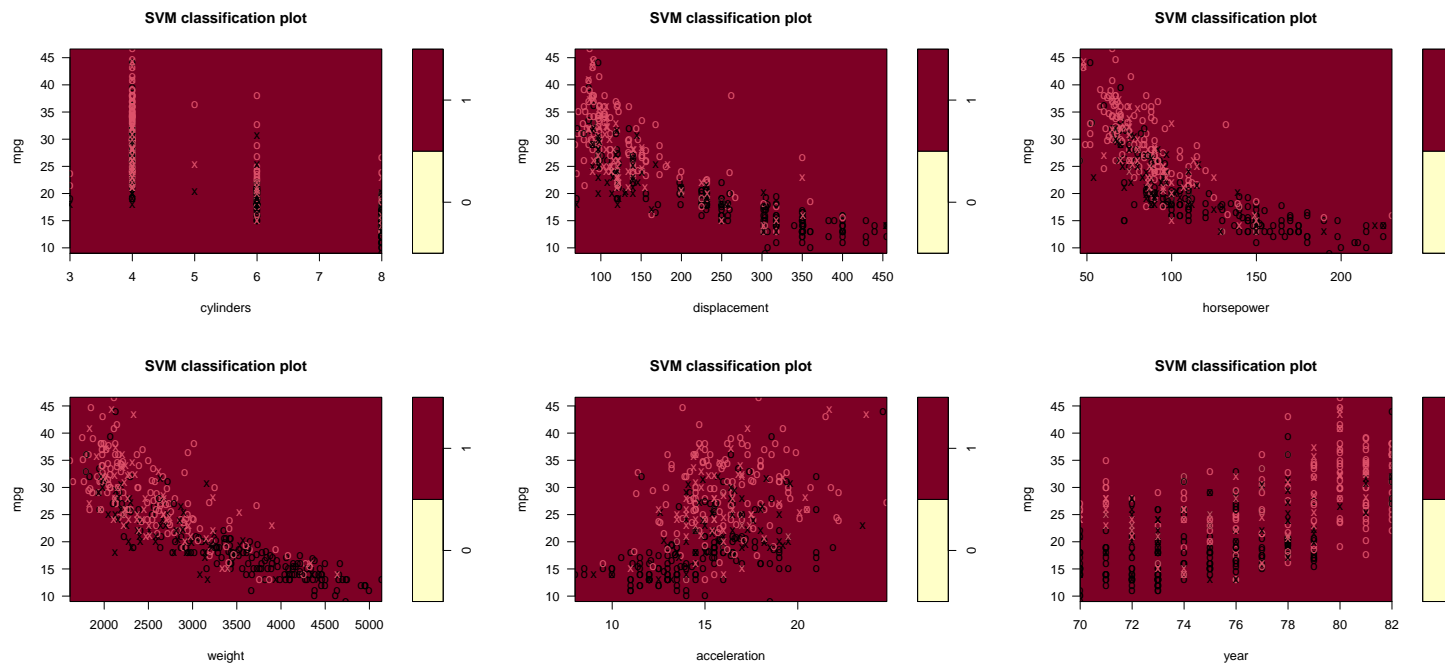 SVM classification plot
mpg
45
40
35
30
25
20
15
10
3 4 5 6 7 8
cylinders
1
0
SVM classification plot
mpg
45
40
35
30
25
20
15
10
100 150 200 250 300 350 400 450
displacement
1
0
SVM classification plot
mpg
45
40
35
30
25
20
15
10
50 100 150 200
horsepower
SVM classification plot
mpg
45
40
35
30
25
20
15
10
2000 2500 3000 3500 4000 4500 5000
weight
1
0
SVM classification plot
mpg
45
40
35
30
25
20
15
10
10 15 20
acceleration
1
0
SVM classification plot
mpg
45
40
35
30
25
20
15
10
70 72 74 76 78 80 82
year